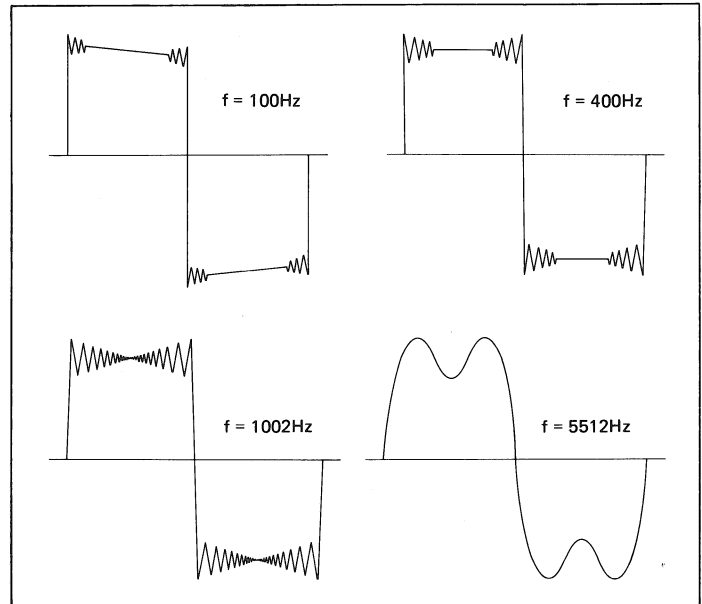 f = 100Hz
f = 400Hz
f = 1002Hz
f = 5512Hz